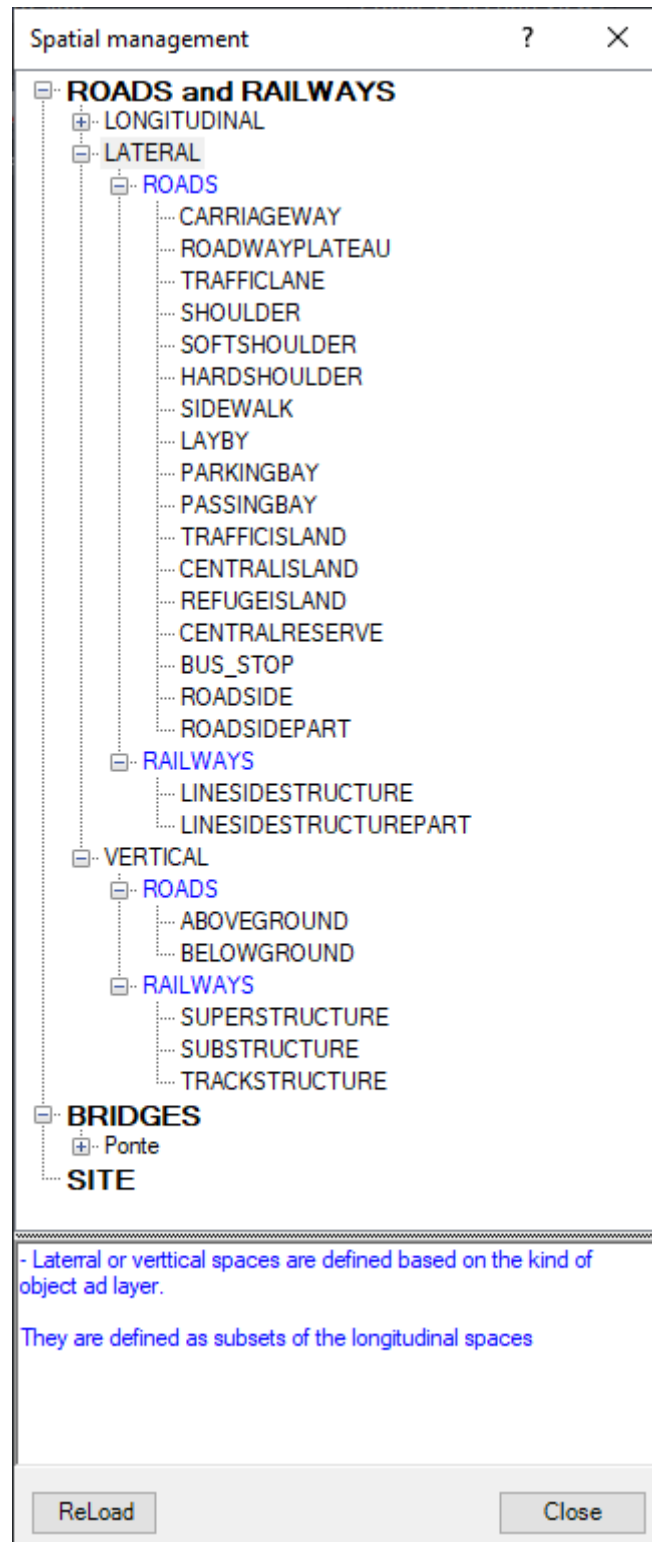 Spatial management
ROADS and RAILWAYS
LONGITUDINAL
LATERAL
ROADS
CARRIAGEWAY
ROADWAYPLATEAU
TRAFFICLANE
SHOULDER
SOFTSHOULDER
HARDSHOULDER
SIDEWALK
LAYBY
PARKINGBAY
PASSINGBAY
TRAFFICISLAND
CENTRALISLAND
REFUGEISLAND
CENTRALRESERVE
BUS_STOP
ROADSIDE
ROADSIDEPART
RAILWAYS
LINESIDESTRUCTURE
LINESIDESTRUCTUREPART
VERTICAL
ROADS
ABOVEGROUND
BELOWGROUND
RAILWAYS
SUPERSTRUCTURE
SUBSTRUCTURE
TRACKSTRUCTURE
BRIDGES
Ponte
SITE
- Laterral or verttical spaces are defined based on the kind of
object ad layer.
They are defined as subsets of the longitudinal spaces
ReLoad Close